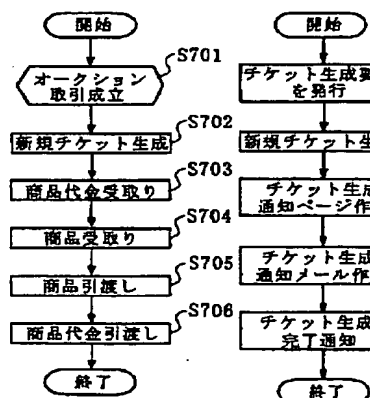 開始
オークション
取引成立
S701
新規チケット生成
S702
商品代金受取り
S703
商品受取り
S704
商品引渡し
S705
商品代金引渡し
S706
終了
開始
チケット生成要
を発行
新規チケット生
チケット生成
通知ページ作
チケット生成
通知メール作
チケット生成
完了通知
終了